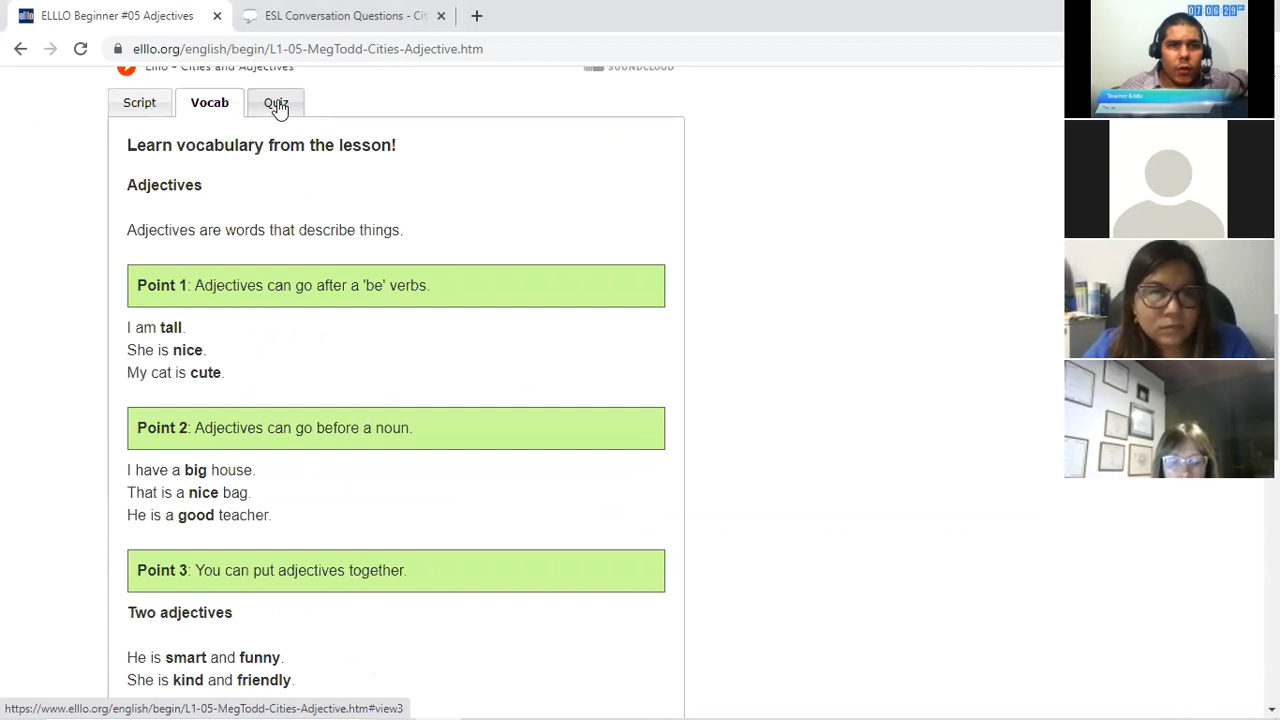 ELLLO Beginner #05 Adjectives
ESL Conversation Questions - Cit
elllo.org/english/begin/L1-05-MegTodd-Cities-Adjective.htm
Elllo - Cities and Adjectives
SOUNDCLOUD
Script
Vocab
Quiz
Learn vocabulary from the lesson!
Adjectives
Adjectives are words that describe things.
Point 1: Adjectives can go after a 'be' verbs.
I am tall.
She is nice.
My cat is cute.
Point 2: Adjectives can go before a noun.
I have a big house.
That is a nice bag.
He is a good teacher.
Point 3: You can put adjectives together.
Two adjectives
He is smart and funny.
She is kind and friendly.
https://www.elllo.org/english/begin/L1-05-MegTodd-Cities-Adjective.htm#view3
07:06:29
Teacher